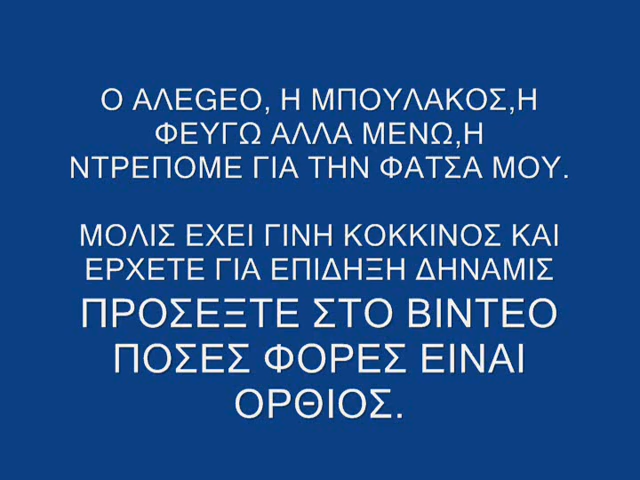 Ο ΑΛΕGΕΟ, Η ΜΠΟΥΛΑΚΟΣ,Η
ΦΕΥΓΩ ΑΛΛΑ ΜΕΝΩ,Η
ΝΤΡΕΠΟΜΕ ΓΙΑ ΤΗΝ ΦΑΤΣΑ ΜΟΥ.
ΜΟΛΙΣ ΕΧΕΙ ΓΙΝΗ ΚΟΚΚΙΝΟΣ ΚΑΙ
ΕΡΧΕΤΕ ΓΙΑ ΕΠΙΔΗΞΗ ΔΗΝΑΜΙΣ
ΠΡΟΣΕΞΤΕ ΣΤΟ ΒΙΝΤΕΟ
ΠΟΣΕΣ ΦΟΡΕΣ ΕΙΝΑΙ
ΟΡΘΙΟΣ.